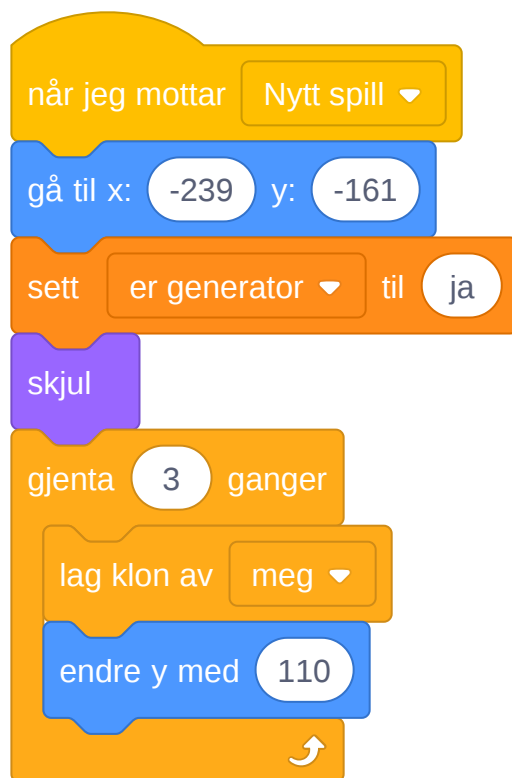 når jeg mottar Nytt spill
gå til x: -239 y: -161
sett er generator til ja
skjul
gjenta 3 ganger
lag klon av meg
endre y med 110